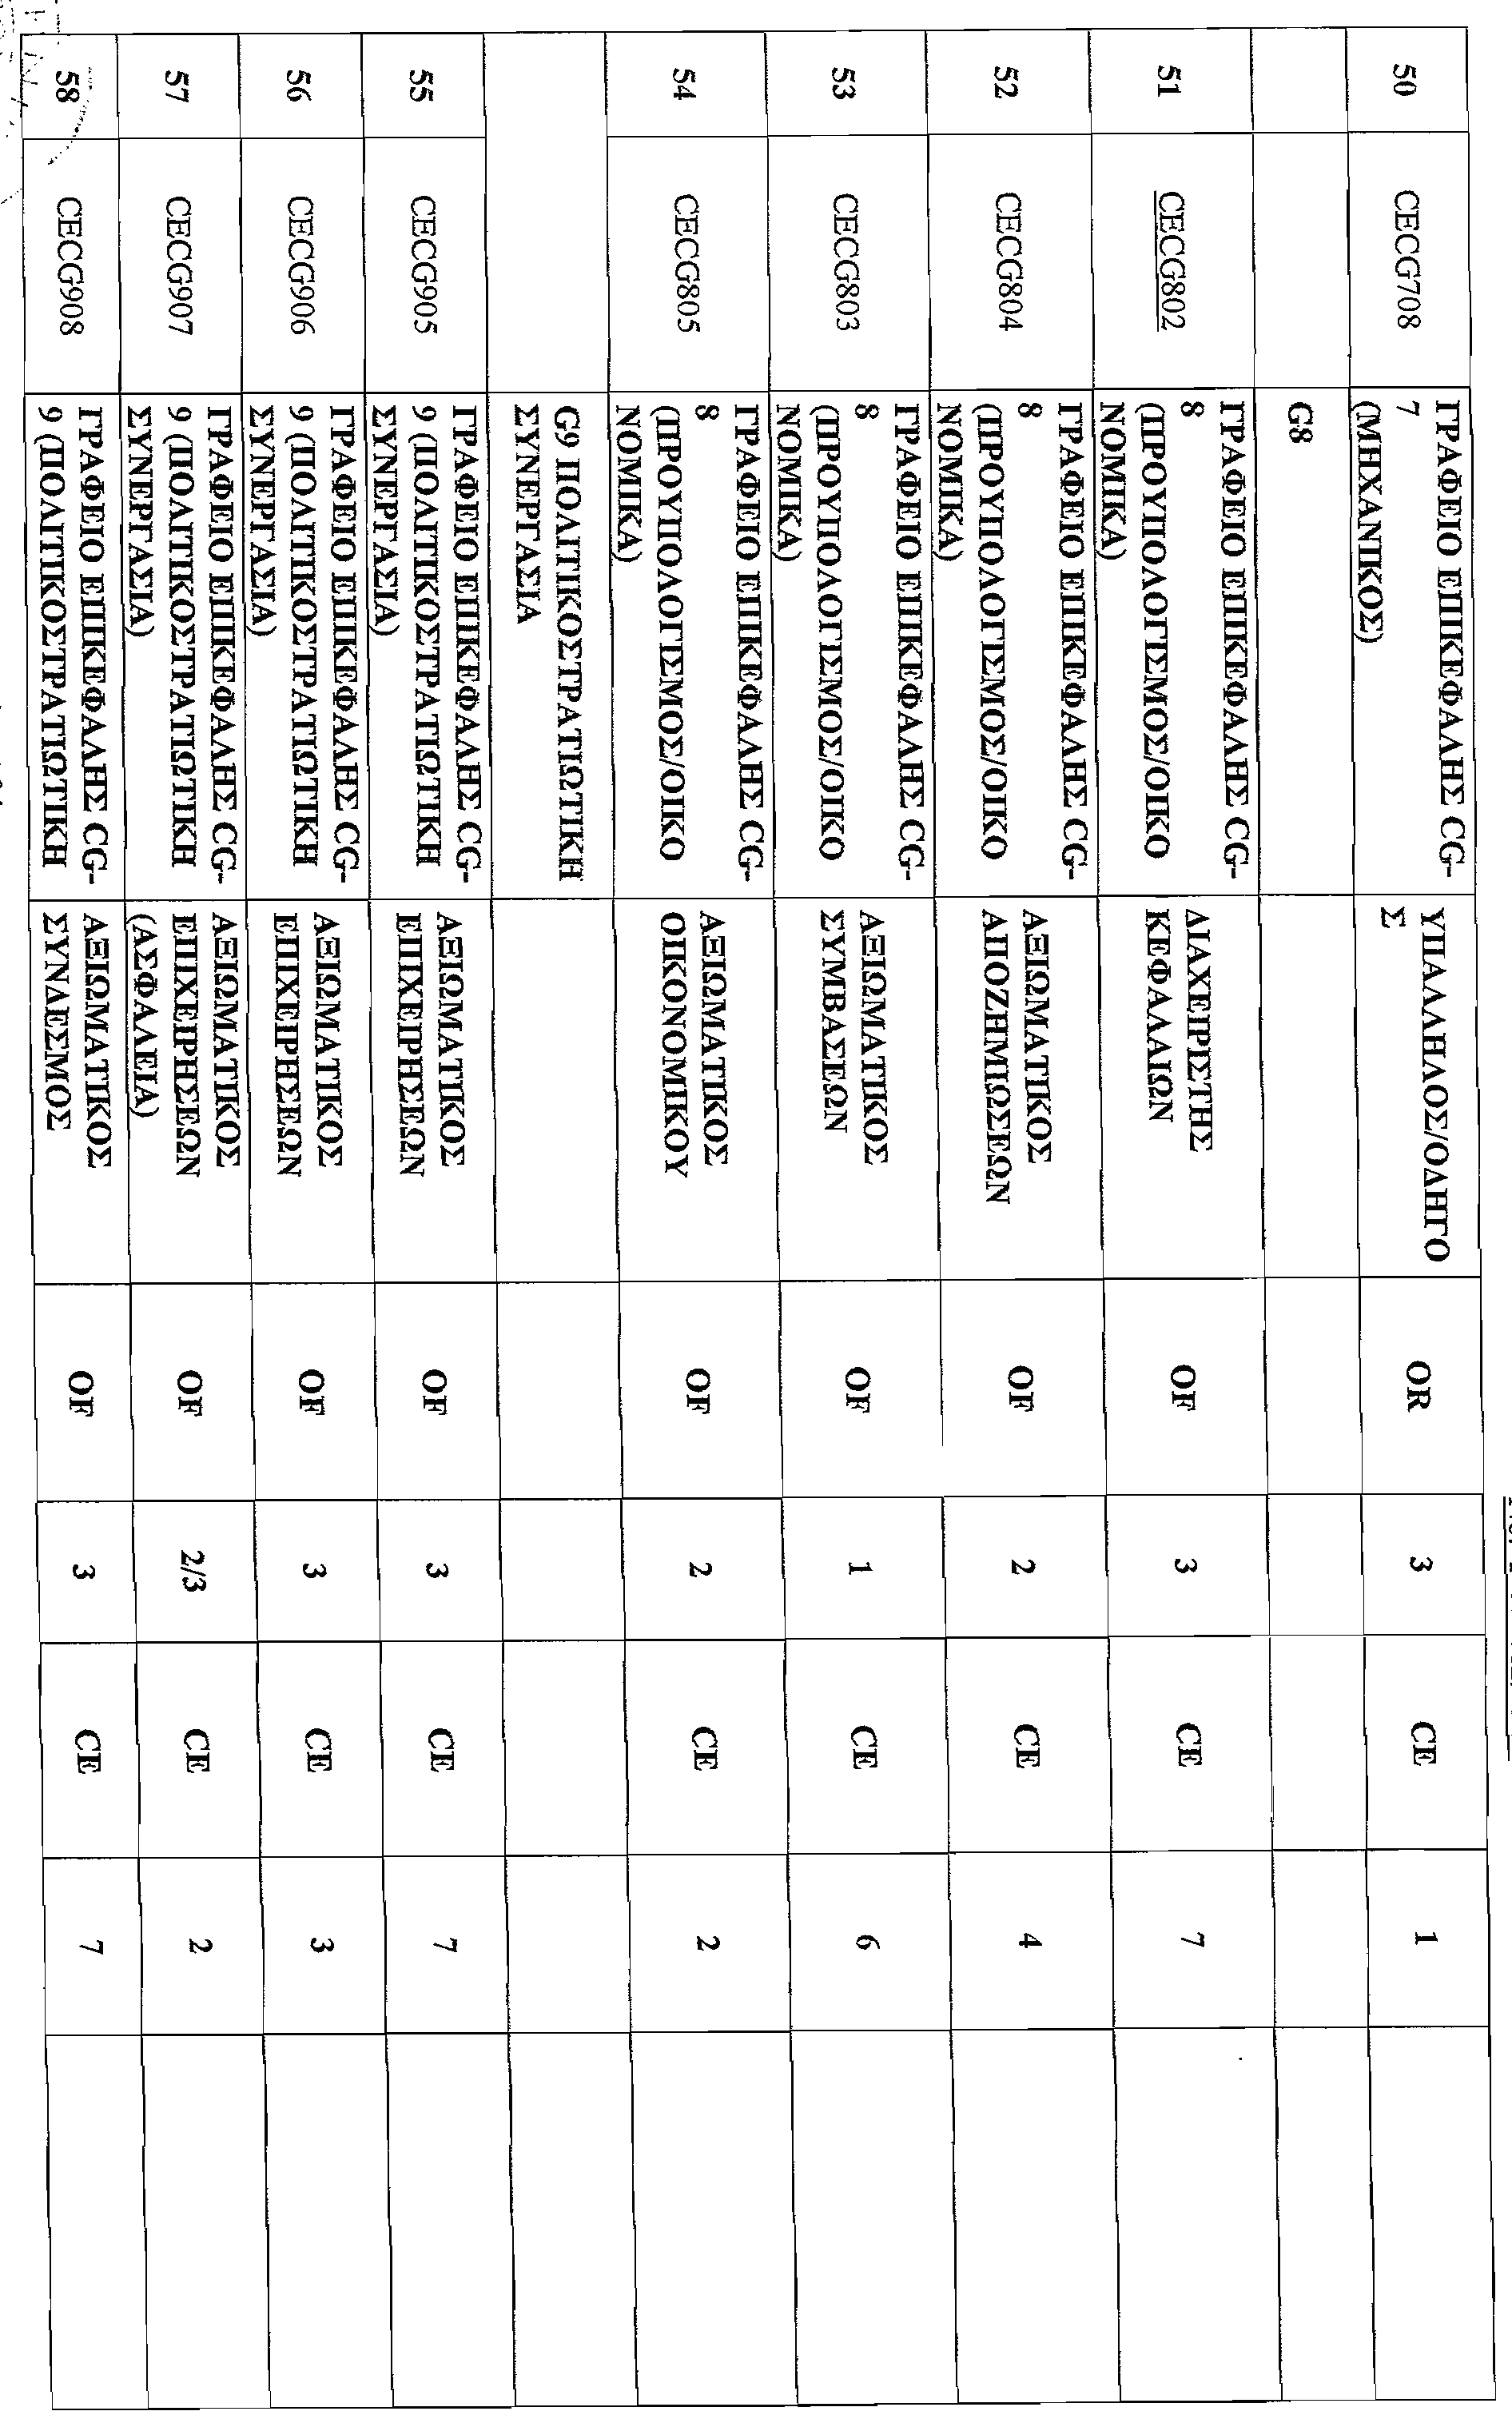 50 CECG708 ΓΡΑΦΕΙΟ ΕΠΙΚΕΦΑΛΗΣ CG- ΥΠΑΛΛΗΛΟΣ/ΟΔΗΓΟ OR 3 CE 1
7 Σ
(ΜΗΧΑΝΙΚΟΣ)
G8
51 CECG802 ΓΡΑΦΕΙΟ ΕΠΙΚΕΦΑΛΗΣ CG- ΔΙΑΧΕΙΡΙΣΤΗΣ OF 3 CE 7
8 ΚΕΦΑΛΑΙΩΝ
(ΠΡΟΥΠΟΛΟΓΙΣΜΟΣ/ΟΙΚΟ
ΝΟΜΙΚΑ)
52 CECG804 ΓΡΑΦΕΙΟ ΕΠΙΚΕΦΑΛΗΣ CG- ΑΞΙΩΜΑΤΙΚΟΣ OF 2 CE 4
8 ΑΠΟΖΗΜΙΩΣΕΩΝ
(ΠΡΟΥΠΟΛΟΓΙΣΜΟΣ/ΟΙΚΟ
ΝΟΜΙΚΑ)
53 CECG803 ΓΡΑΦΕΙΟ ΕΠΙΚΕΦΑΛΗΣ CG- ΑΞΙΩΜΑΤΙΚΟΣ OF 1 CE 6
8 ΣΥΜΒΑΣΕΩΝ
(ΠΡΟΥΠΟΛΟΓΙΣΜΟΣ/ΟΙΚΟ
ΝΟΜΙΚΑ)
54 CECG805 ΓΡΑΦΕΙΟ ΕΠΙΚΕΦΑΛΗΣ CG- ΑΞΙΩΜΑΤΙΚΟΣ OF 2 CE 2
8 ΟΙΚΟΝΟΜΙΚΟΥ
(ΠΡΟΥΠΟΛΟΓΙΣΜΟΣ/ΟΙΚΟ
ΝΟΜΙΚΑ)
G9 ΠΟΛΙΤΙΚΟΣΤΡΑΤΙΩΤΙΚΗ
ΣΥΝΕΡΓΑΣΙΑ
55 CECG905 ΓΡΑΦΕΙΟ ΕΠΙΚΕΦΑΛΗΣ CG- ΑΞΙΩΜΑΤΙΚΟΣ OF 3 CE 7
9 (ΠΟΛΙΤΙΚΟΣΤΡΑΤΙΩΤΙΚΗ ΕΠΙΧΕΙΡΗΣΕΩΝ
ΣΥΝΕΡΓΑΣΙΑ)
56 CECG906 ΓΡΑΦΕΙΟ ΕΠΙΚΕΦΑΛΗΣ CG- ΑΞΙΩΜΑΤΙΚΟΣ OF 3 CE 3
9 (ΠΟΛΙΤΙΚΟΣΤΡΑΤΙΩΤΙΚΗ ΕΠΙΧΕΙΡΗΣΕΩΝ
ΣΥΝΕΡΓΑΣΙΑ)
57 CECG907 ΓΡΑΦΕΙΟ ΕΠΙΚΕΦΑΛΗΣ CG- ΑΞΙΩΜΑΤΙΚΟΣ OF 2/3 CE 2
9 (ΠΟΛΙΤΙΚΟΣΤΡΑΤΙΩΤΙΚΗ ΕΠΙΧΕΙΡΗΣΕΩΝ
ΣΥΝΕΡΓΑΣΙΑ) (ΑΣΦΑΛΕΙΑ)
58 CECG908 ΓΡΑΦΕΙΟ ΕΠΙΚΕΦΑΛΗΣ CG- ΑΞΙΩΜΑΤΙΚΟΣ OF 3 CE 7
9 (ΠΟΛΙΤΙΚΟΣΤΡΑΤΙΩΤΙΚΗ ΣΥΝΔΕΣΜΟΣ